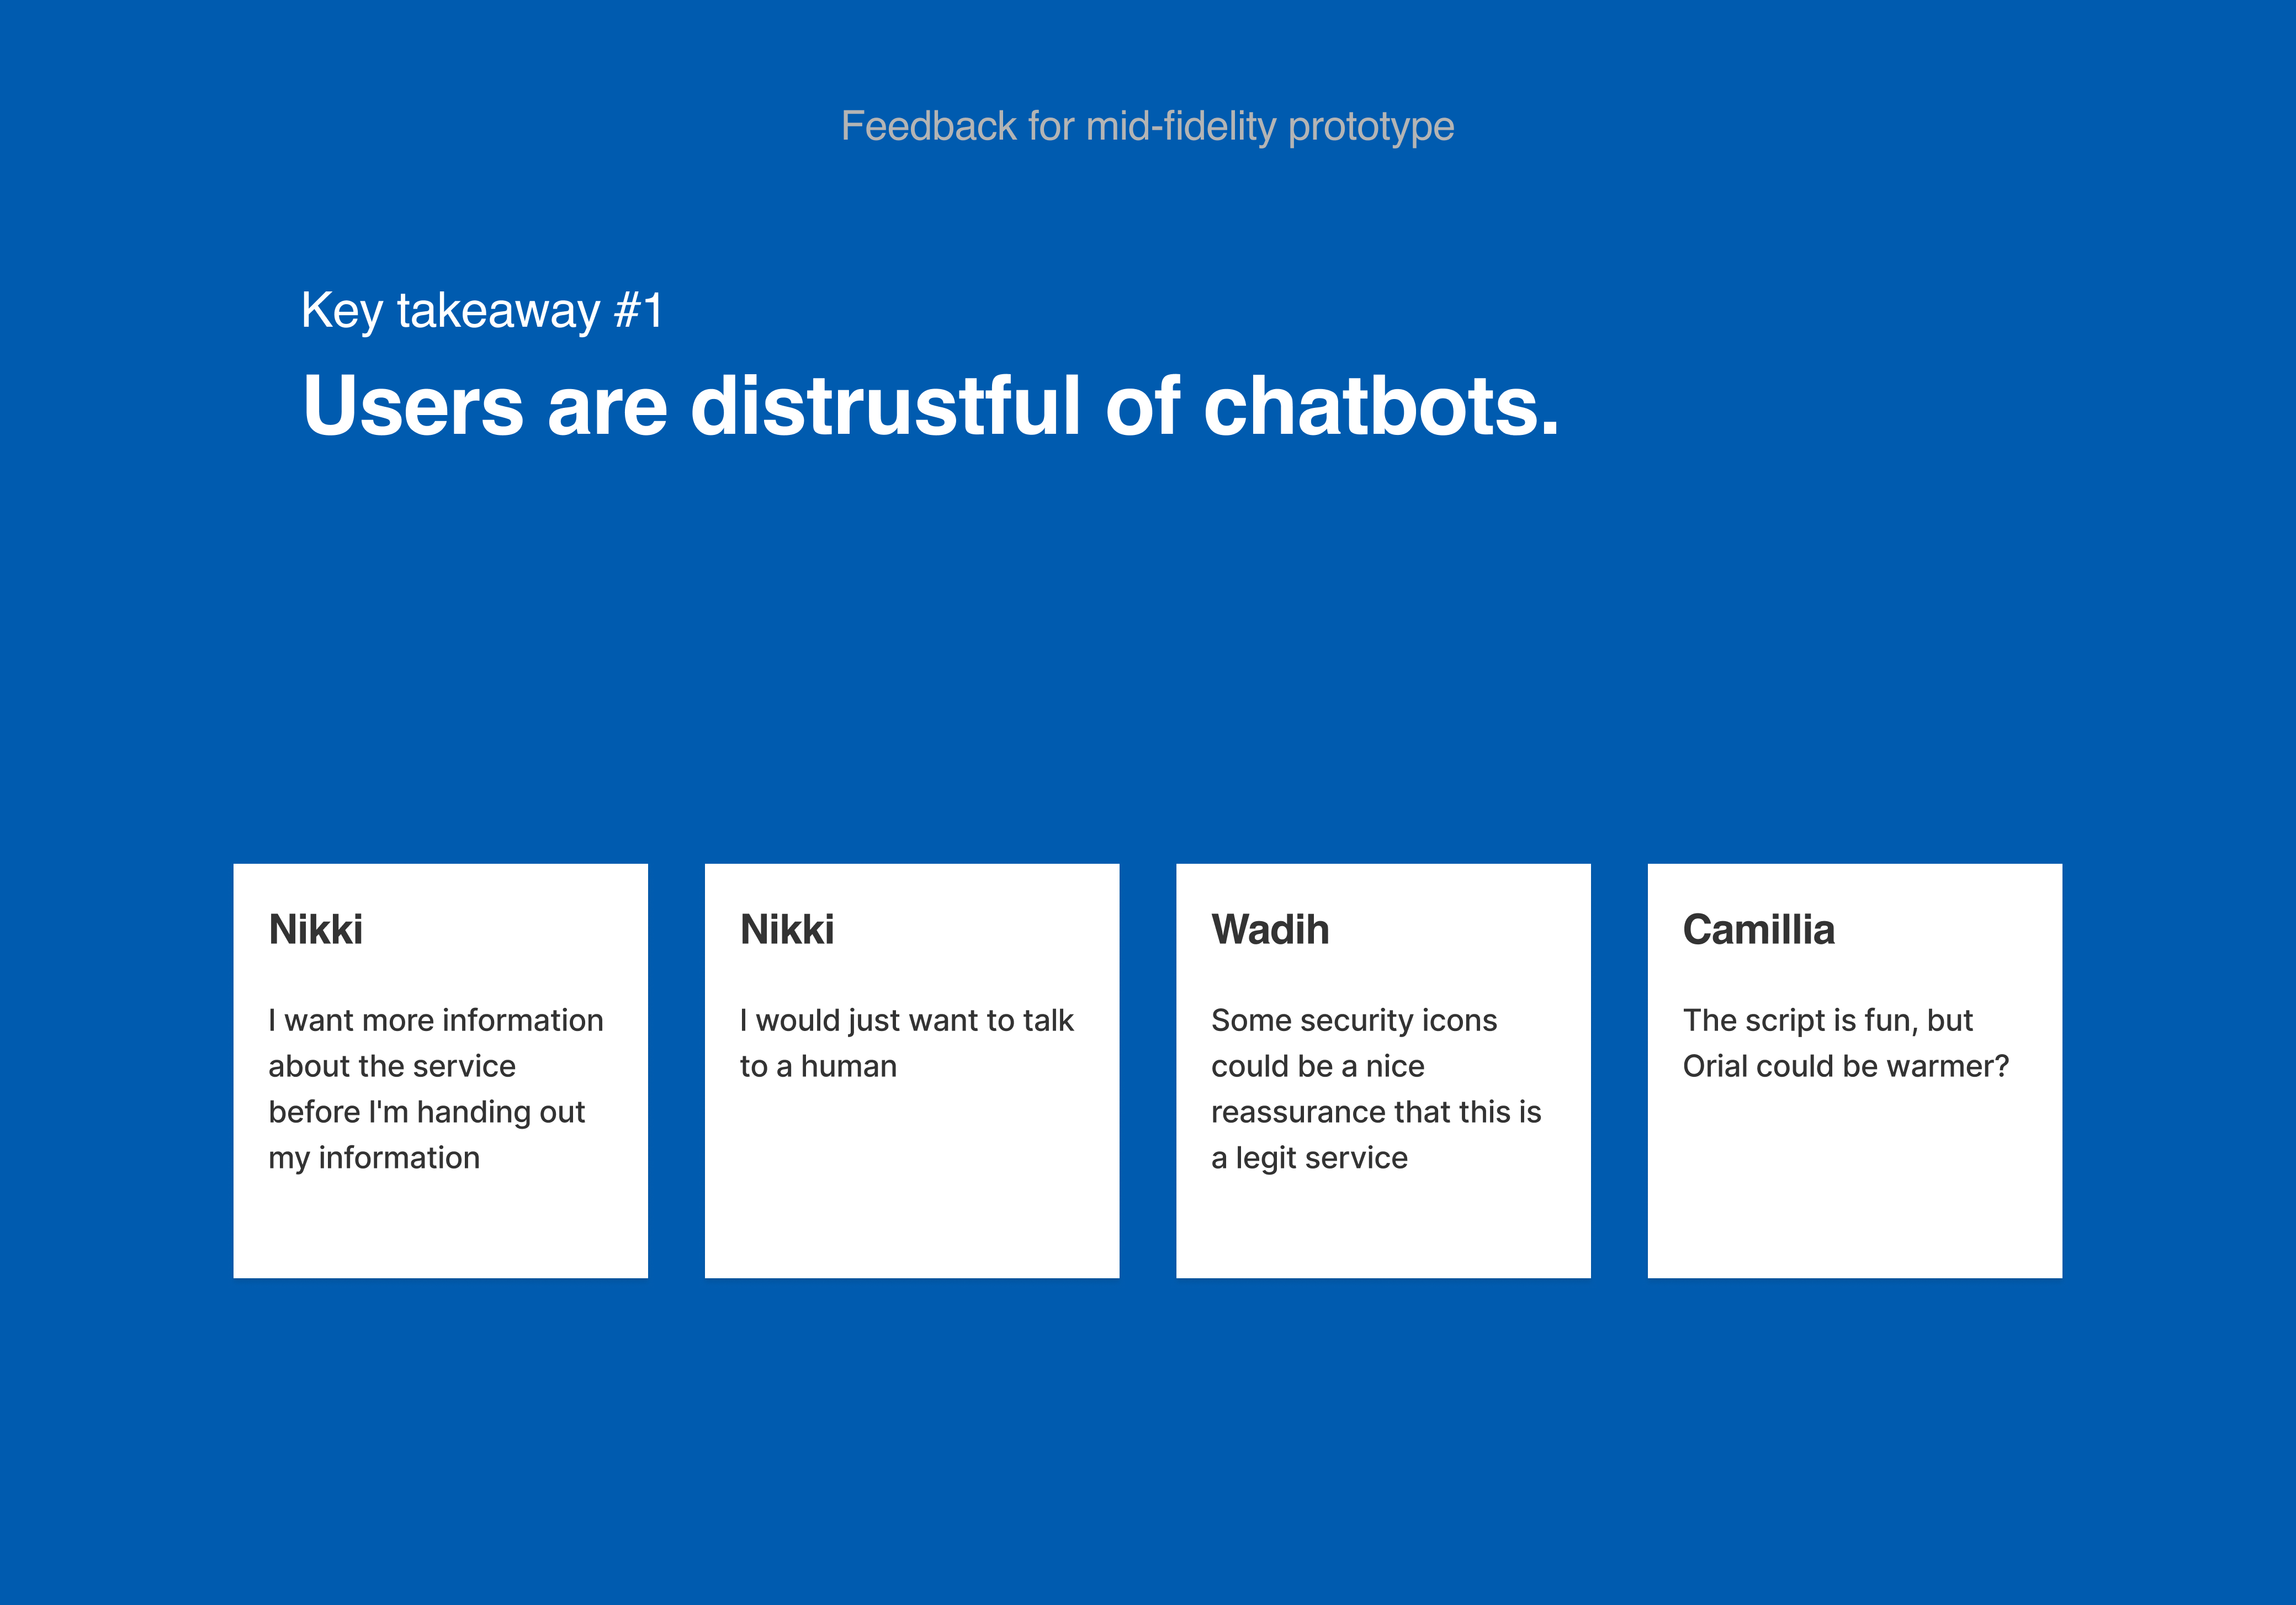 Feedback for mid-fidelity prototype
Key takeaway #1
Users are distrustful of chatbots.
Nikki
I want more information
about the service
before I'm handing out
my information
Nikki
I would just want to talk
to a human
Wadih
Some security icons
could be a nice
reassurance that this is
a legit service
Camillia
The script is fun, but
Orial could be warmer?